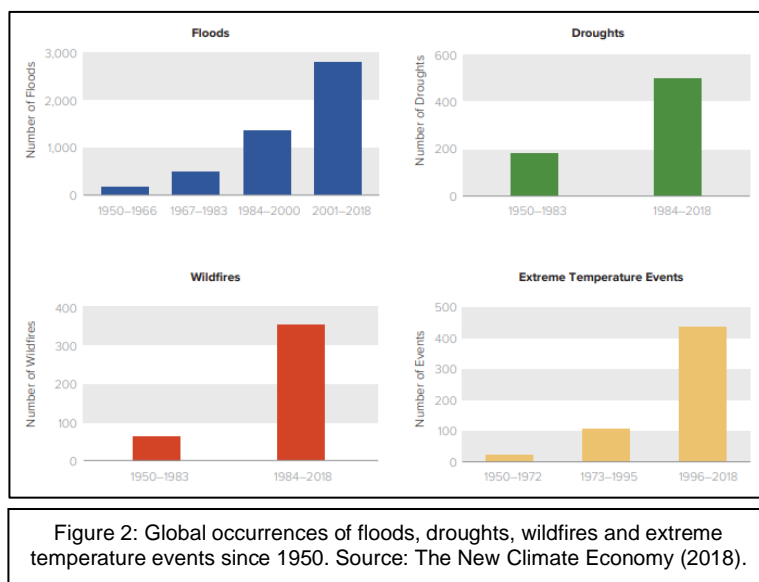 Floods
Number of Floods
3,000
2,000
1,000
0
1950–1966 1967–1983 1984–2000 2001–2018
Droughts
Number of Droughts
600
400
200
0
1950–1983 1984–2018
Wildfires
Number of Wildfires
400
300
200
100
0
1950–1983 1984–2018
Extreme Temperature Events
Number of Events
500
400
300
200
100
0
1950–1972 1973–1995 1996–2018
Figure 2: Global occurrences of floods, droughts, wildfires and extreme
temperature events since 1950. Source: The New Climate Economy (2018).